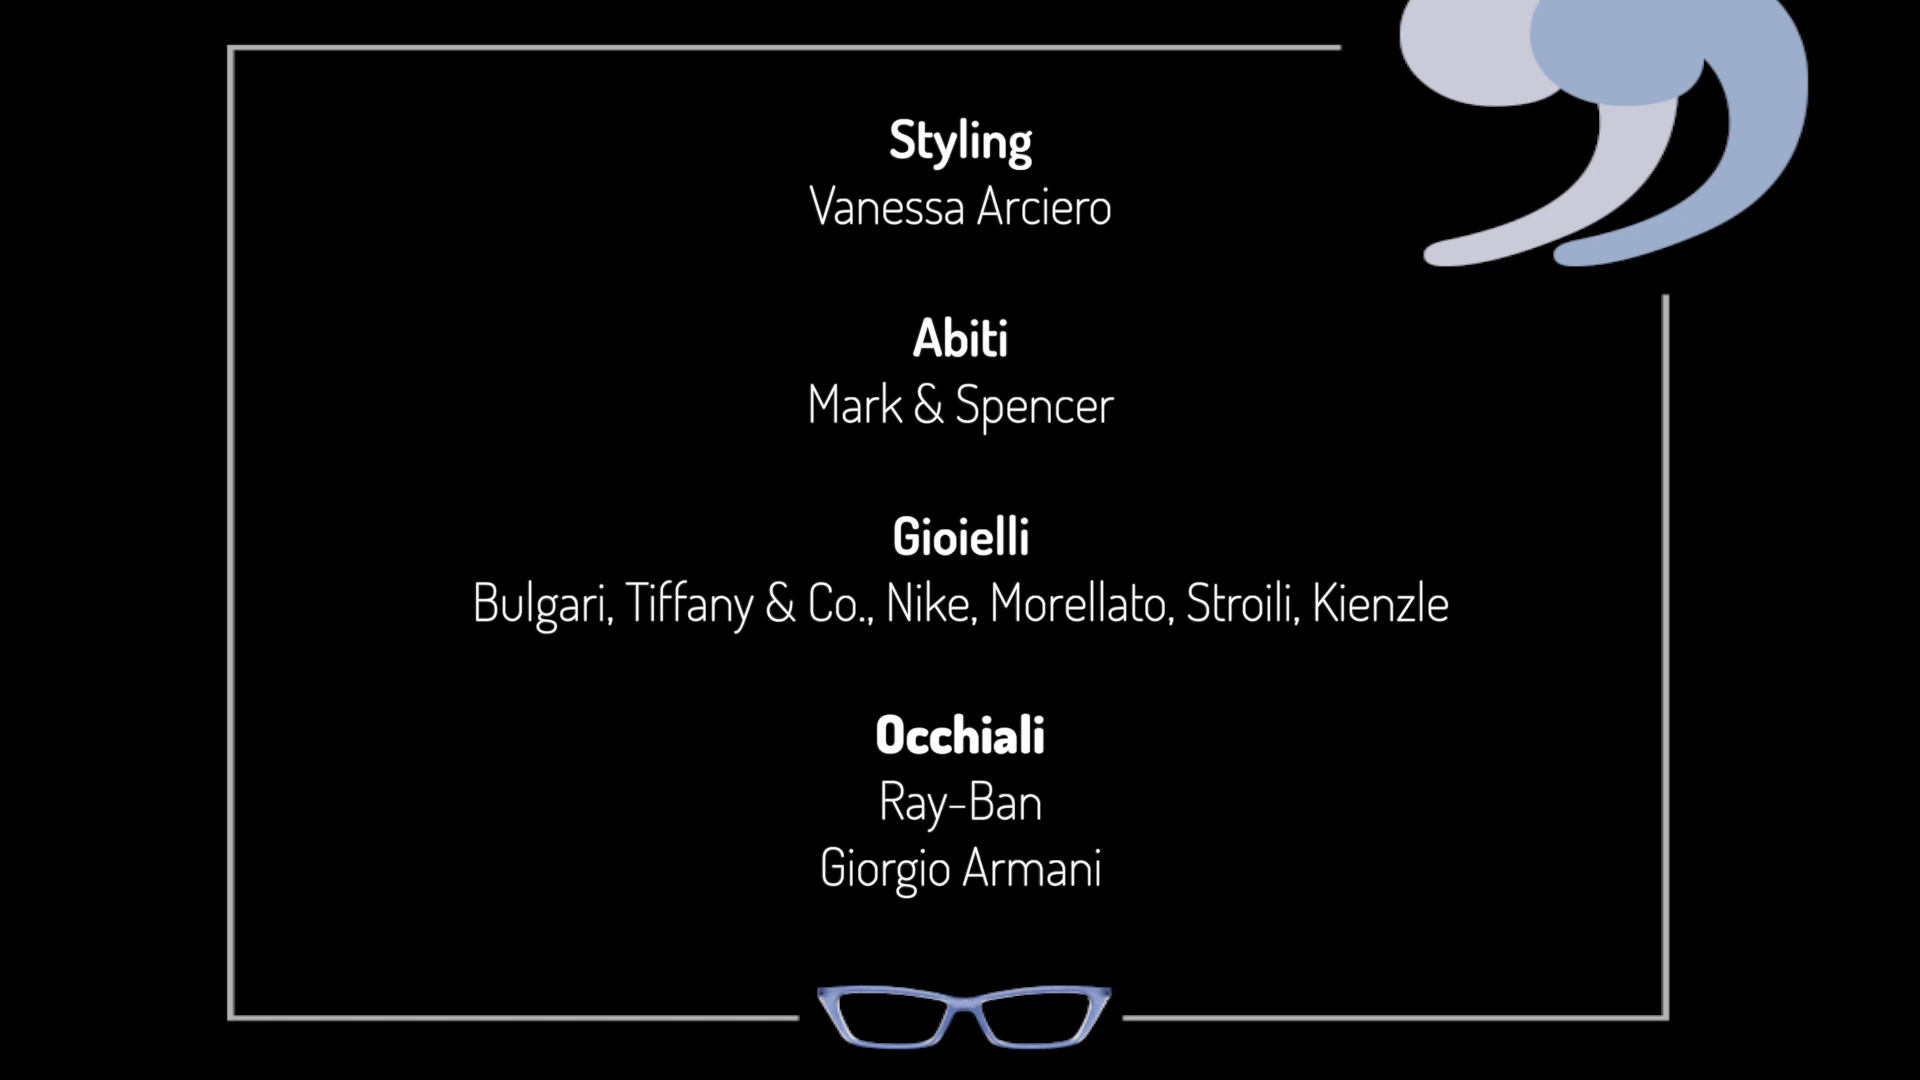 Styling
Vanessa Arciero
Abiti
Mark & Spencer
Gioielli
Bulgari, Tiffany & Co., Nike, Morellato, Stroili, Kienzle
Occhiali
Ray-Ban
Giorgio Armani